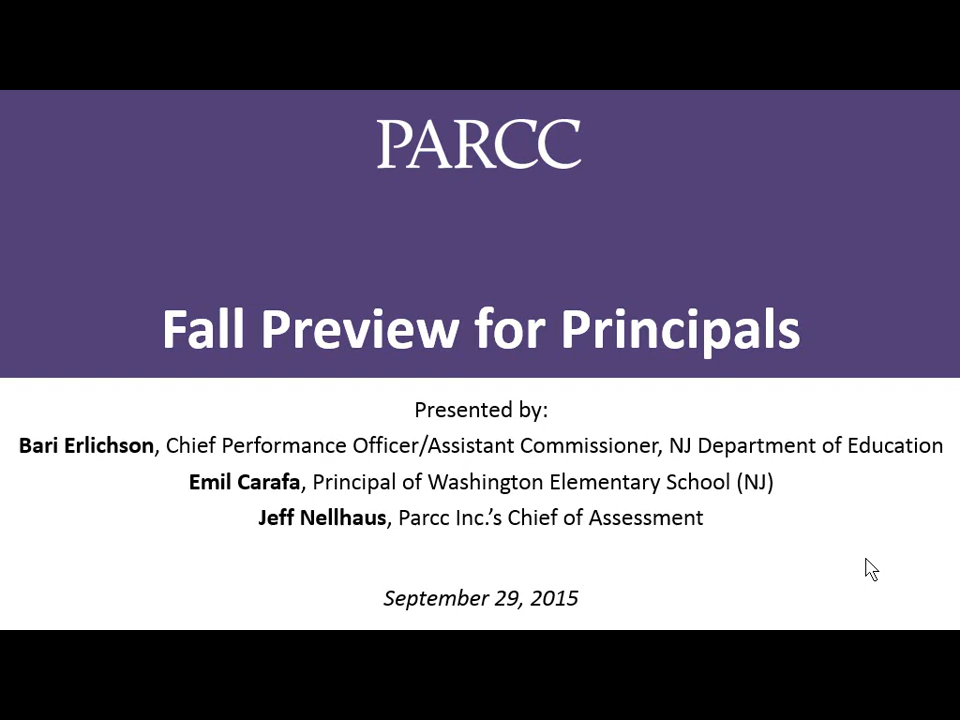 PARCC
Fall Preview for Principals
Presented by:
Bari Erlichson, Chief Performance Officer/Assistant Commissioner, NJ Department of Education
Emil Carafa, Principal of Washington Elementary School (NJ)
Jeff Nellhaus, Parcc Inc.'s Chief of Assessment
September 29, 2015